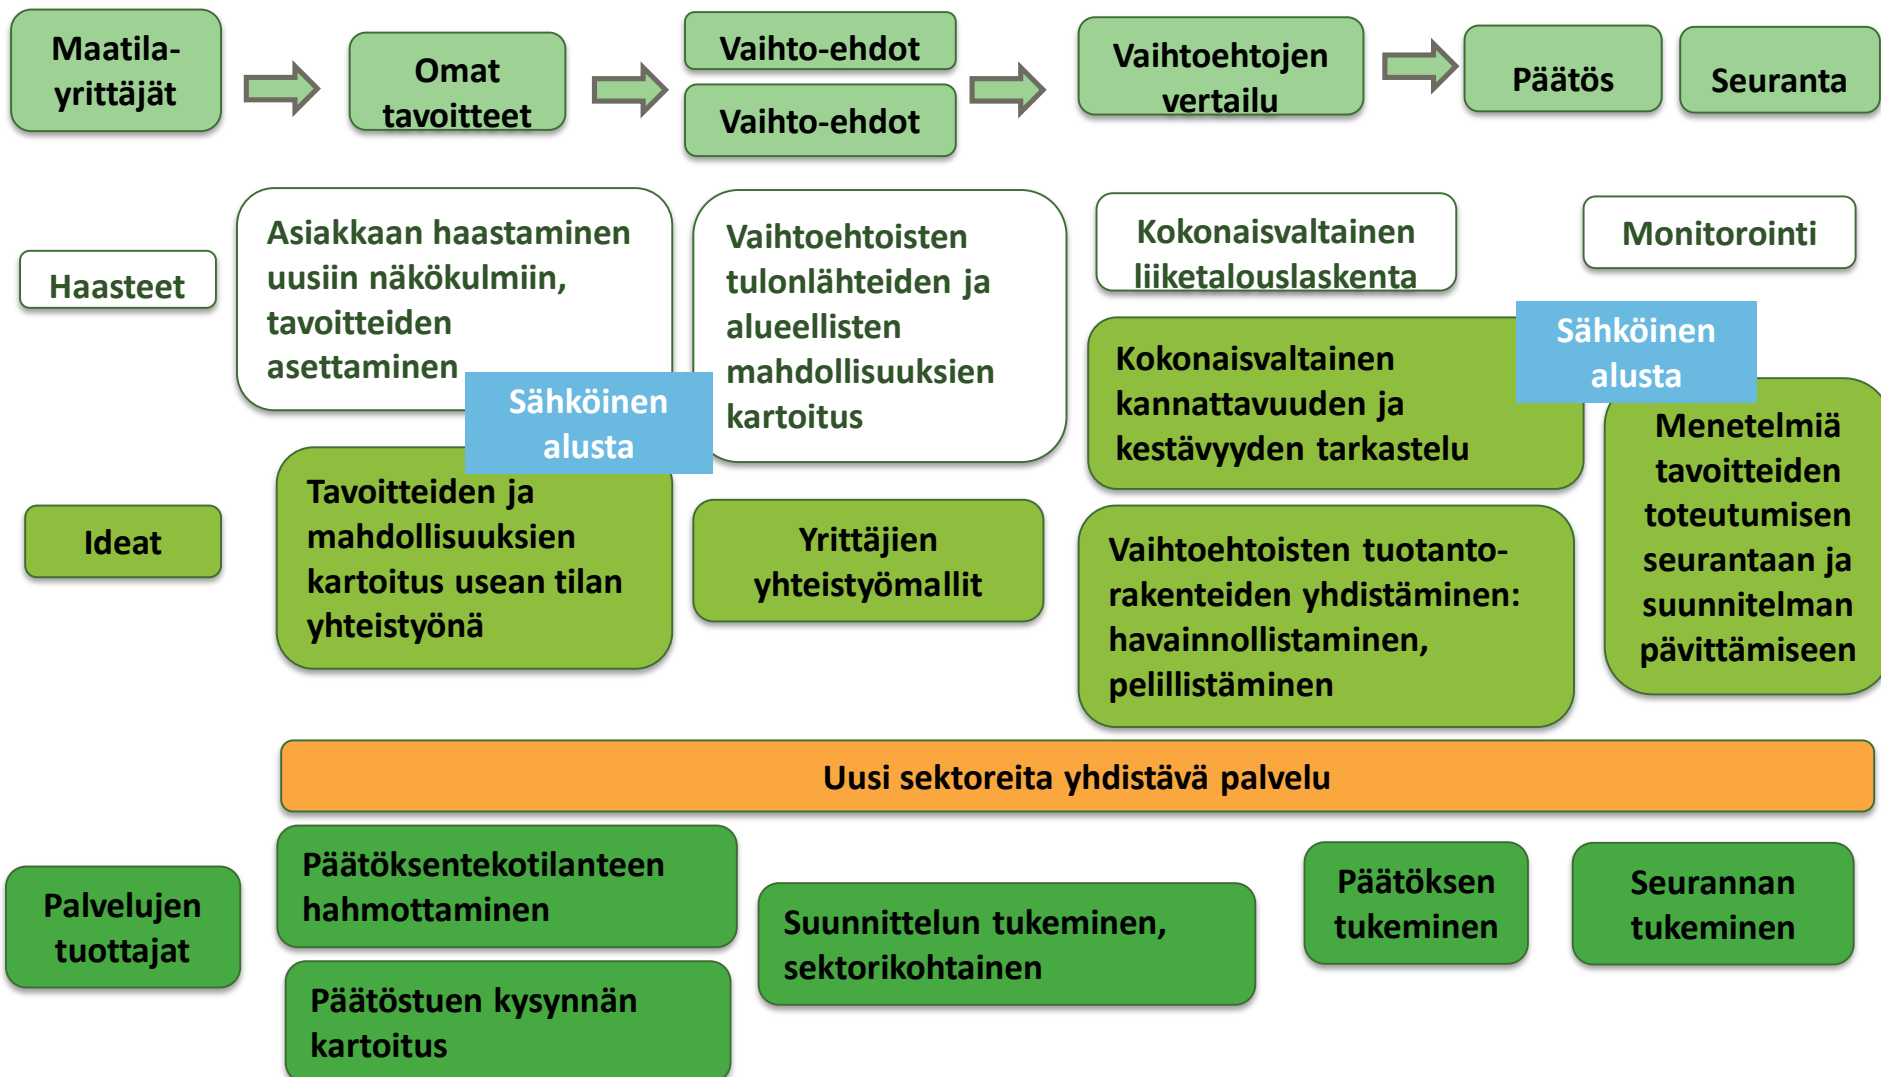 Maatila-
yrittäjät
Omat
tavoitteet
Vaihto-ehdot
Vaihto-ehdot
Vaihtoehtojen
vertailu
Päätös
Seuranta
Haasteet
Asiakkaan haastaminen
uusiin näkökulmiin,
tavoitteiden
asettaminen
Vaihtoehtoisten
tulonlähteiden ja
alueellisten
mahdollisuuksien
kartoitus
Kokonaisvaltainen
liiketalouslaskenta
Monitorointi
Sähköinen
alusta
Sähköinen
alusta
Ideat
Tavoitteiden ja
mahdollisuuksien
kartoitus usean tilan
yhteistyönä
Yrittäjien
yhteistyömallit
Kokonaisvaltainen
kannattavuuden ja
kestävyyden tarkastelu
Vaihtoehtoisten tuotanto-
rakenteiden yhdistäminen:
havainnollistaminen,
pelillistäminen
Menetelmiä
tavoitteiden
toteutumisen
seurantaan ja
suunnitelman
pävittämiseen
Uusi sektoreita yhdistävä palvelu
Palvelujen
tuottajat
Päätöksentekotilanteen
hahmottaminen
Päätöstuen kysynnän
kartoitus
Suunnittelun tukeminen,
sektorikohtainen
Päätöksen
tukeminen
Seurannan
tukeminen